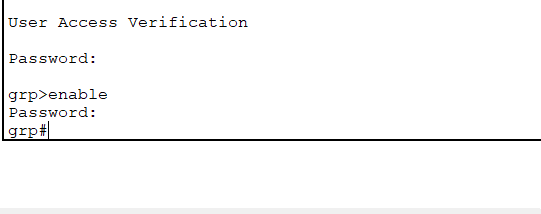 User Access Verification
Password:
grp>enable
Password:
grp#